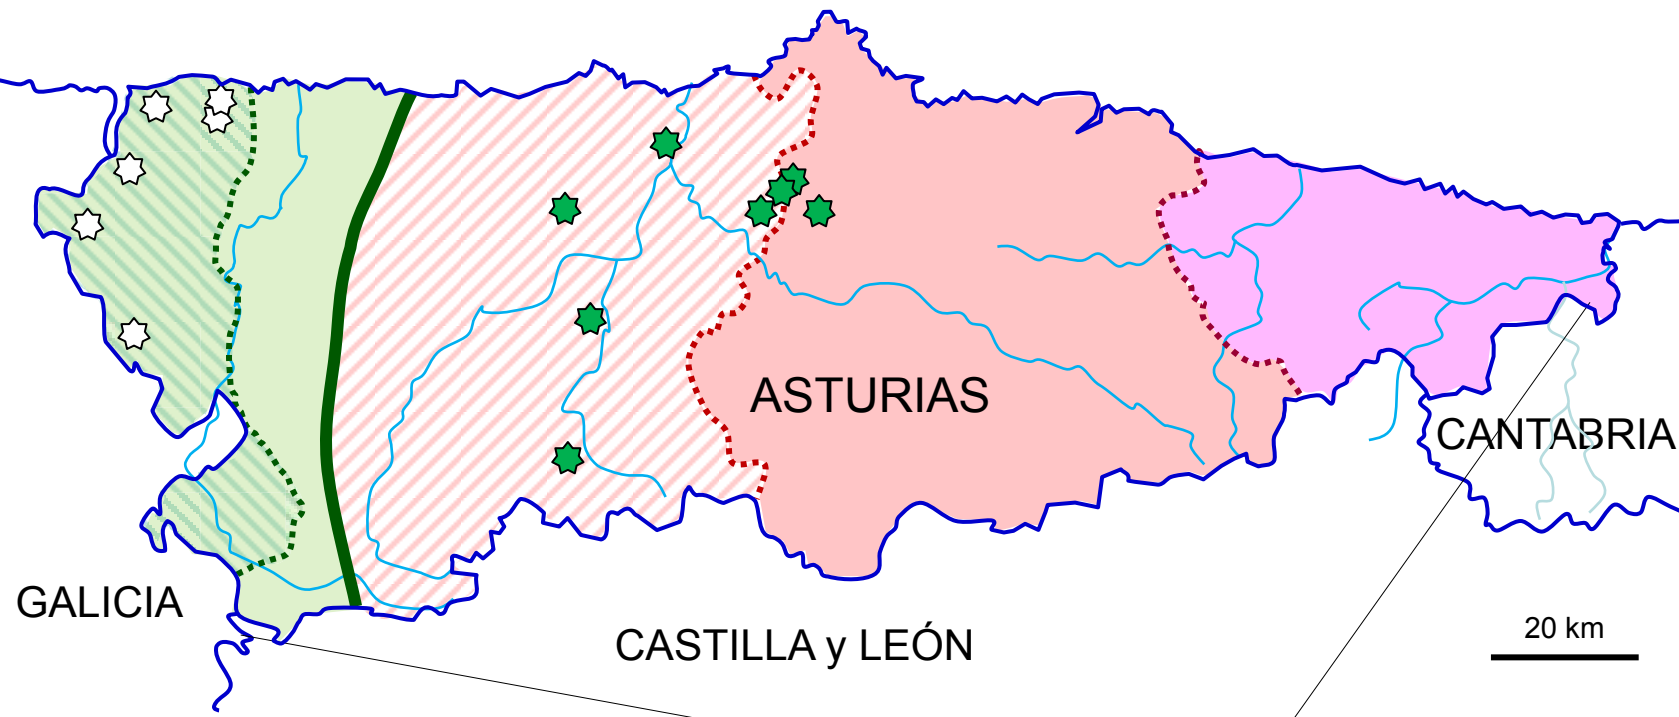 ASTURIAS
CANTABRIA
GALICIA
CASTILLA y LEÓN
20 km